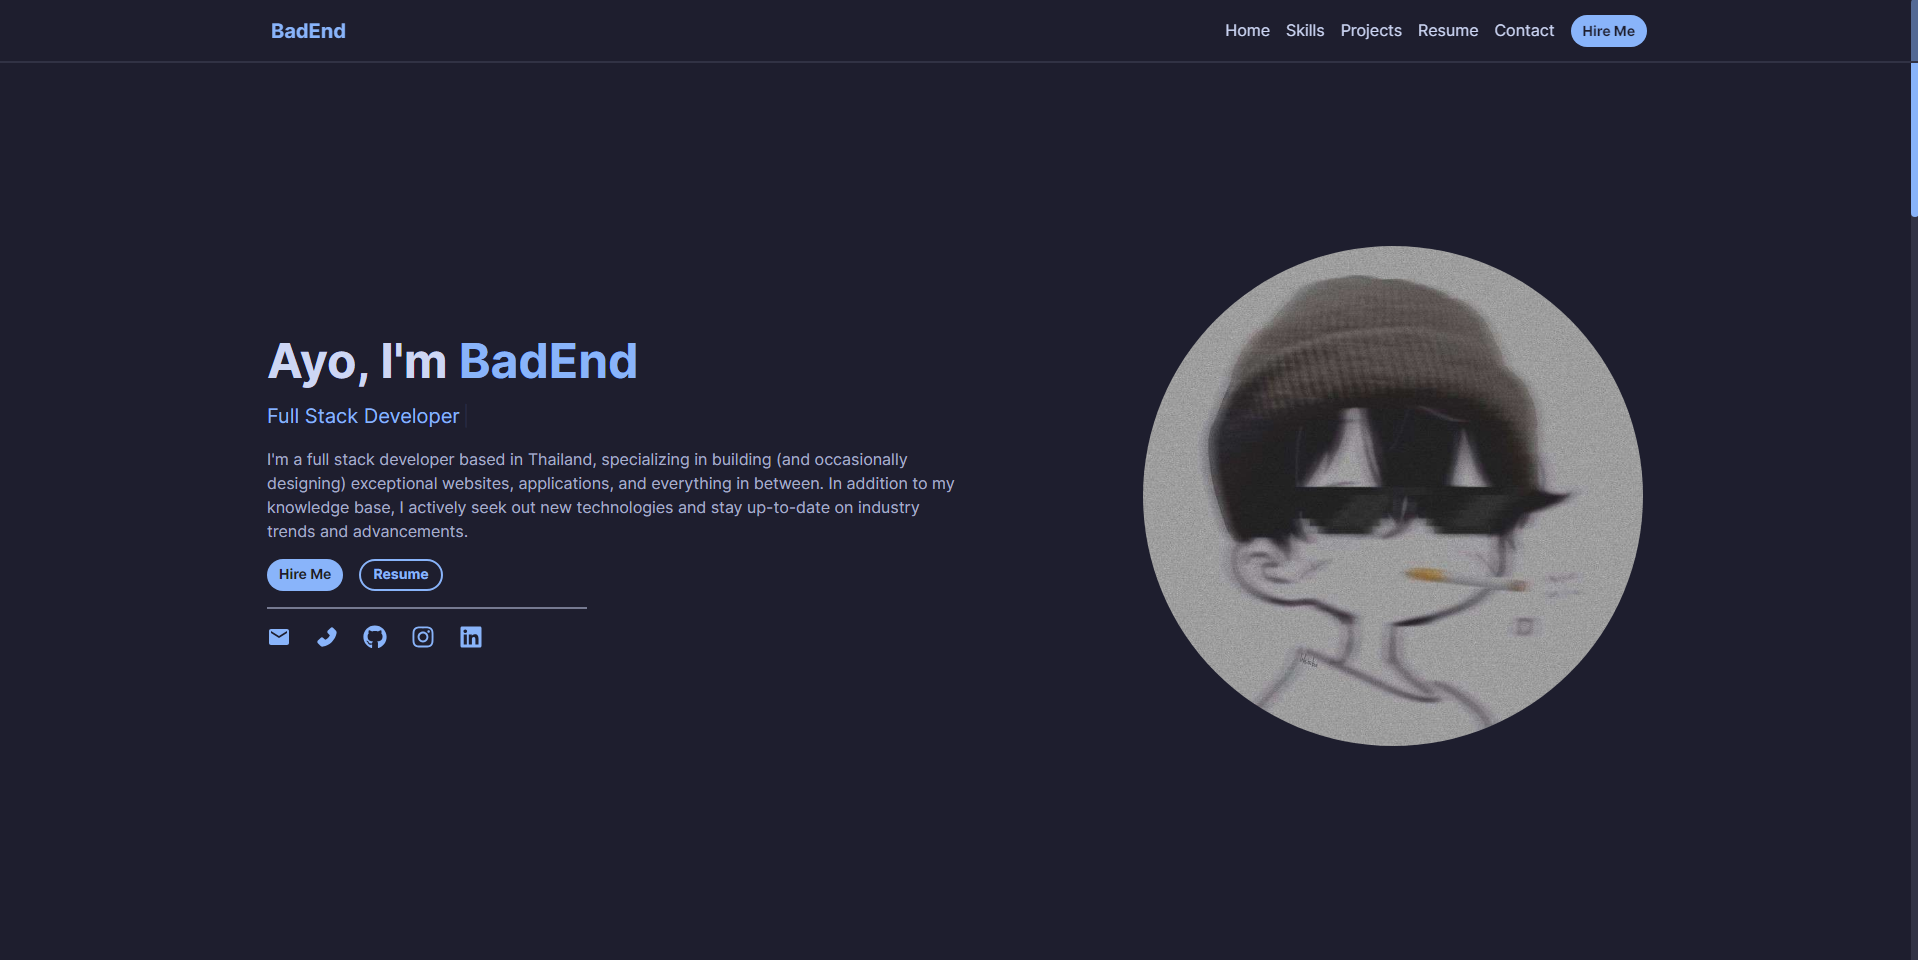 BadEnd
Home Skills Projects Resume Contact Hire Me
Ayo, I'm BadEnd
Full Stack Developer
I'm a full stack developer based in Thailand, specializing in building (and occasionally
designing) exceptional websites, applications, and everything in between. In addition to my
knowledge base, I actively seek out new technologies and stay up-to-date on industry
trends and advancements.
Hire Me Resume
in